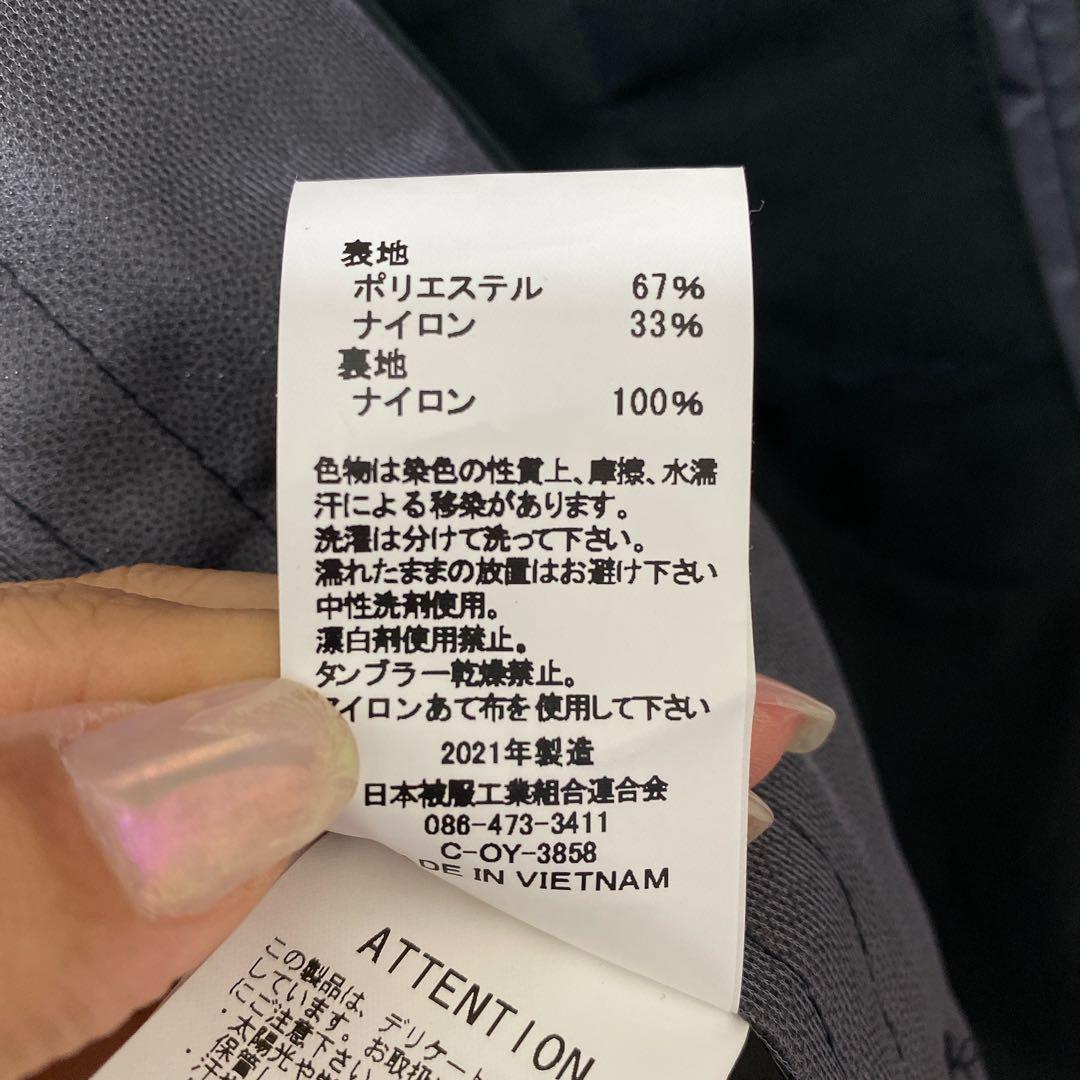 表地
ポリエステル 67%
ナイロン 33%
裏地
ナイロン 100%
色物は染色の性質上、摩擦、水濡
汗による移染があります。
洗濯は分けて洗って下さい。
濡れたままの放置はお避け下さい
中性洗剤使用。
漂白剤使用禁止。
タンブラー乾燥禁止。
アイロンあて布を使用して下さい
2021年製造
日本被服工業組合連合会
086-473-3411
C-OY-3858
DE IN VIETNAM
ATTENTION
この製品は、デリケート
しています。お取扱
にご注意下さい
・太陽光や
保管し
・汗